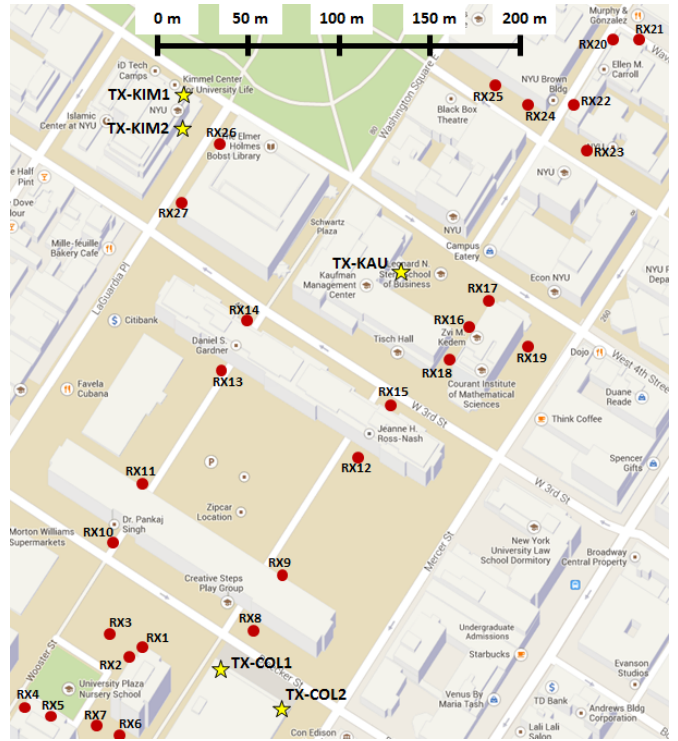 0 m 50 m 100 m 150 m 200 m
Murphy &
Gonzalez
RX20
RX21
iD Tech
Camps
Kimmel Center
for University Life
TX-KIM1
Washington Square E
Ellen M.
Carroll
NYU Brown
Bldg
RX25
RX24
RX22
Black Box
Theatre
Islamic
Center at NYU
NYU
TX-KIM2
80
RX26
The Elmer
Holmes
Bobst Library
RX23
NYU
he Half
Pint
e Dove
lour
RX27
Schwartz
Plaza
NYU
Campus
Eatery
Mille-feuille
Bakery Cafe
TX-KAU
Leonard N.
Stern School
of Business
Kaufman
Management
Center
Econ NYU
NYU
LaGuardia Pl
RX17
RX14
RX16
Zvi M.
Kedem
260
Citibank
Daniel S.
Gardner
Tisch Hall
RX19
Dojo
RX18
West 4th Street
RX13
Courant Institute
of Mathematical
Sciences
Favela
Cubana
RX15
W 3rd St
Duane
Reade
Think Coffee
Jeanne H.
Ross-Nash
RX12
Spencer
Gifts
RX11
P
Zipcar
Location
W 3rd St
Dr. Pankaj
Singh
RX10
Morton Williams
Supermarkets
Mercer St
New York
University Law
School Dormitory
Broadway
Central Property
RX9
Creative Steps
Play Group
RX3
RX8
Undergraduate
Admissions
RX1
Wooster St
RX2
TX-COL1
Starbucks
Evanson
Studios
University Plaza
Nursery School
RX4
TX-COL2
Venus By
Maria Tash
TD Bank
RX5
Andrews Bldg
Corporation
RX7
RX6
Con Edison
Lali Lali
Salon